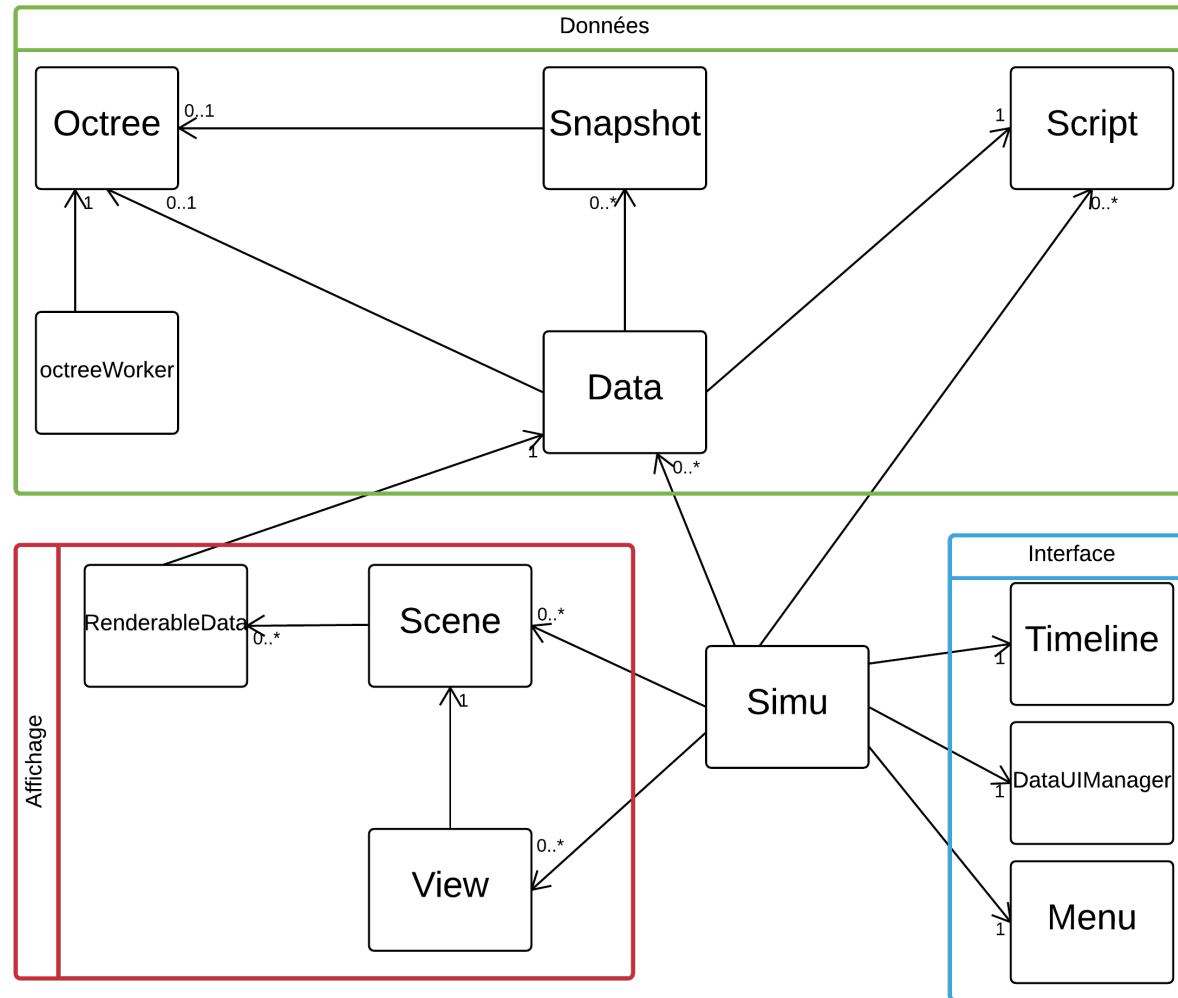 Données
Octree
0..1
Snapshot
1
Script
1
0..1
0..*
0..*
octreeWorker
Data
1
0..*
Affichage
RenderableData
0..*
Scene
0..*
1
View
0..*
Simu
Interface
Timeline
1
DataUIManager
1
Menu
1